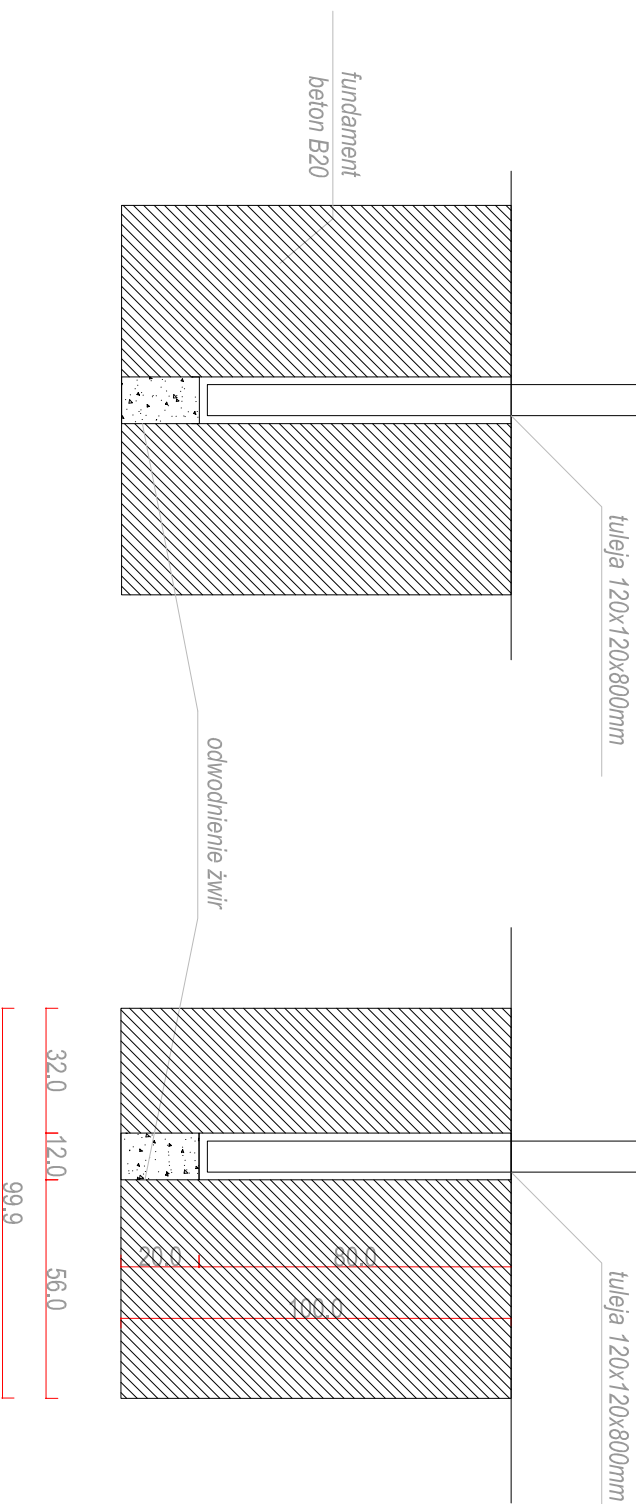 fundament
beton B20
tuleja 120x120x800mm
odwodnienie żwir
tuleja 120x120x800mm
20.0
80.0
100.0
32.0
12.0
56.0
99.9